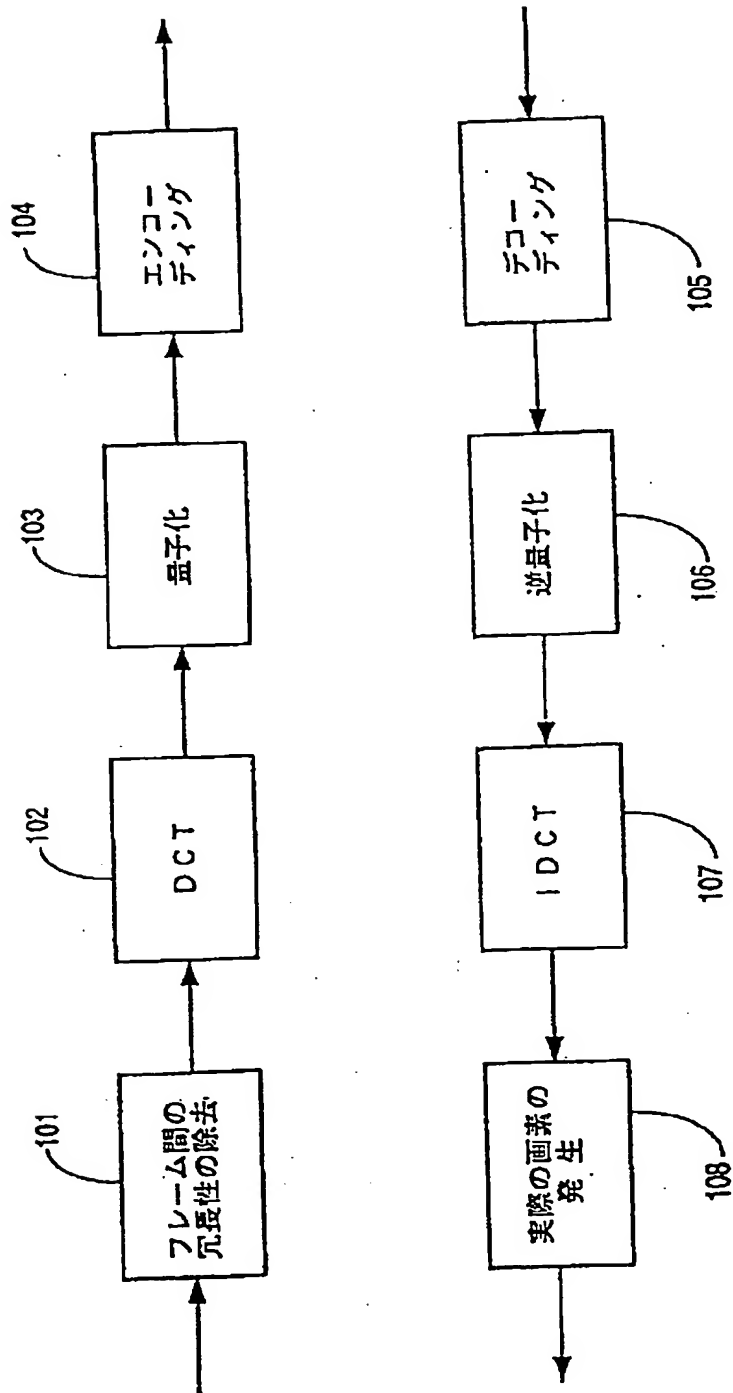 101
フレーム間の
冗長性の除去
102
DCT
103
量子化
104
エンコー
ディング
デコー
ディング
105
逆量子化
106
IDCT
107
実際の画素の
発生
108